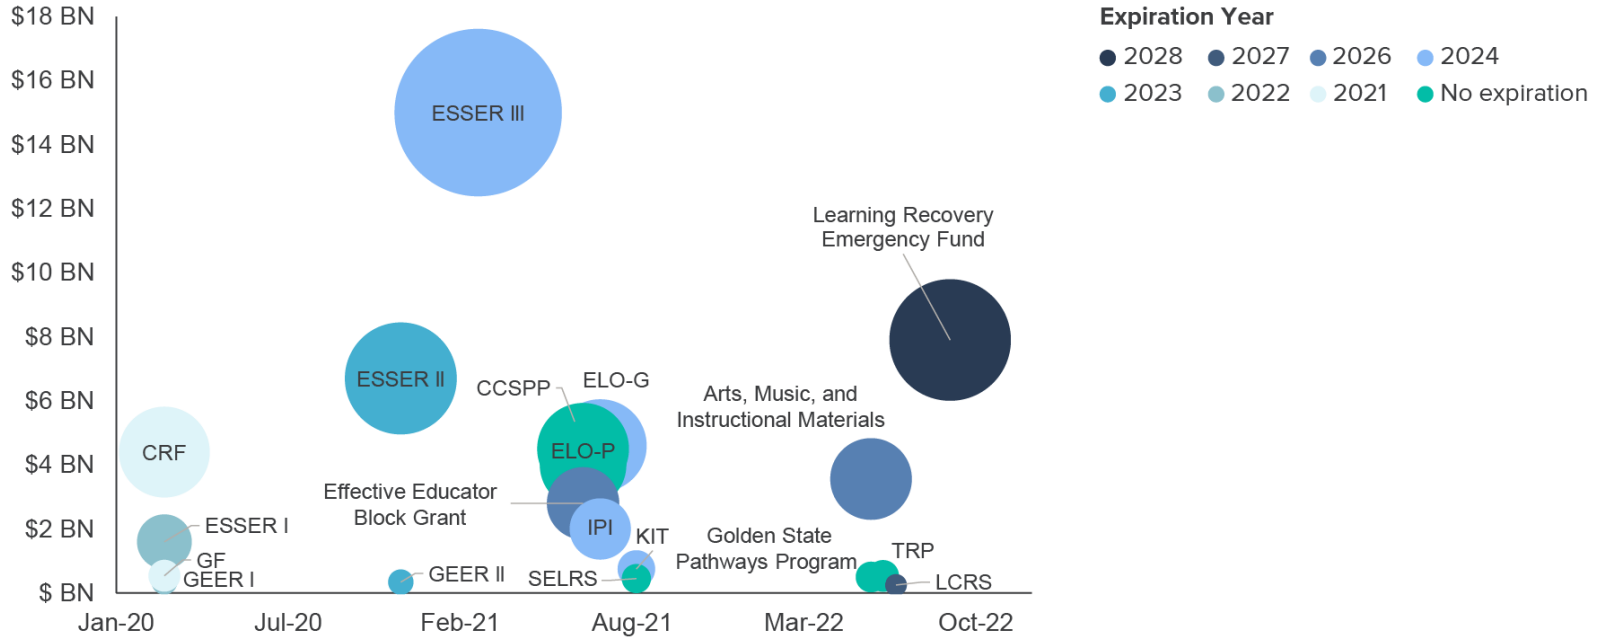 $18 BN
$16 BN
$14 BN
$12 BN
$10 BN
$8 BN
$6 BN
$4 BN
$2 BN
$ BN
Jan-20
Jul-20
Feb-21
Aug-21
Mar-22
Oct-22
ESSER III
Learning Recovery
Emergency Fund
ESSER II
CCSPP
ELO-G
Arts, Music, and
Instructional Materials
CRF
ELO-P
Effective Educator
Block Grant
ESSER I
IPI
KIT
Golden State
Pathways Program
TRP
GF
GEER I
GEER II
SELRS
LCRS
Expiration Year
2028
2027
2026
2024
2023
2022
2021
No expiration